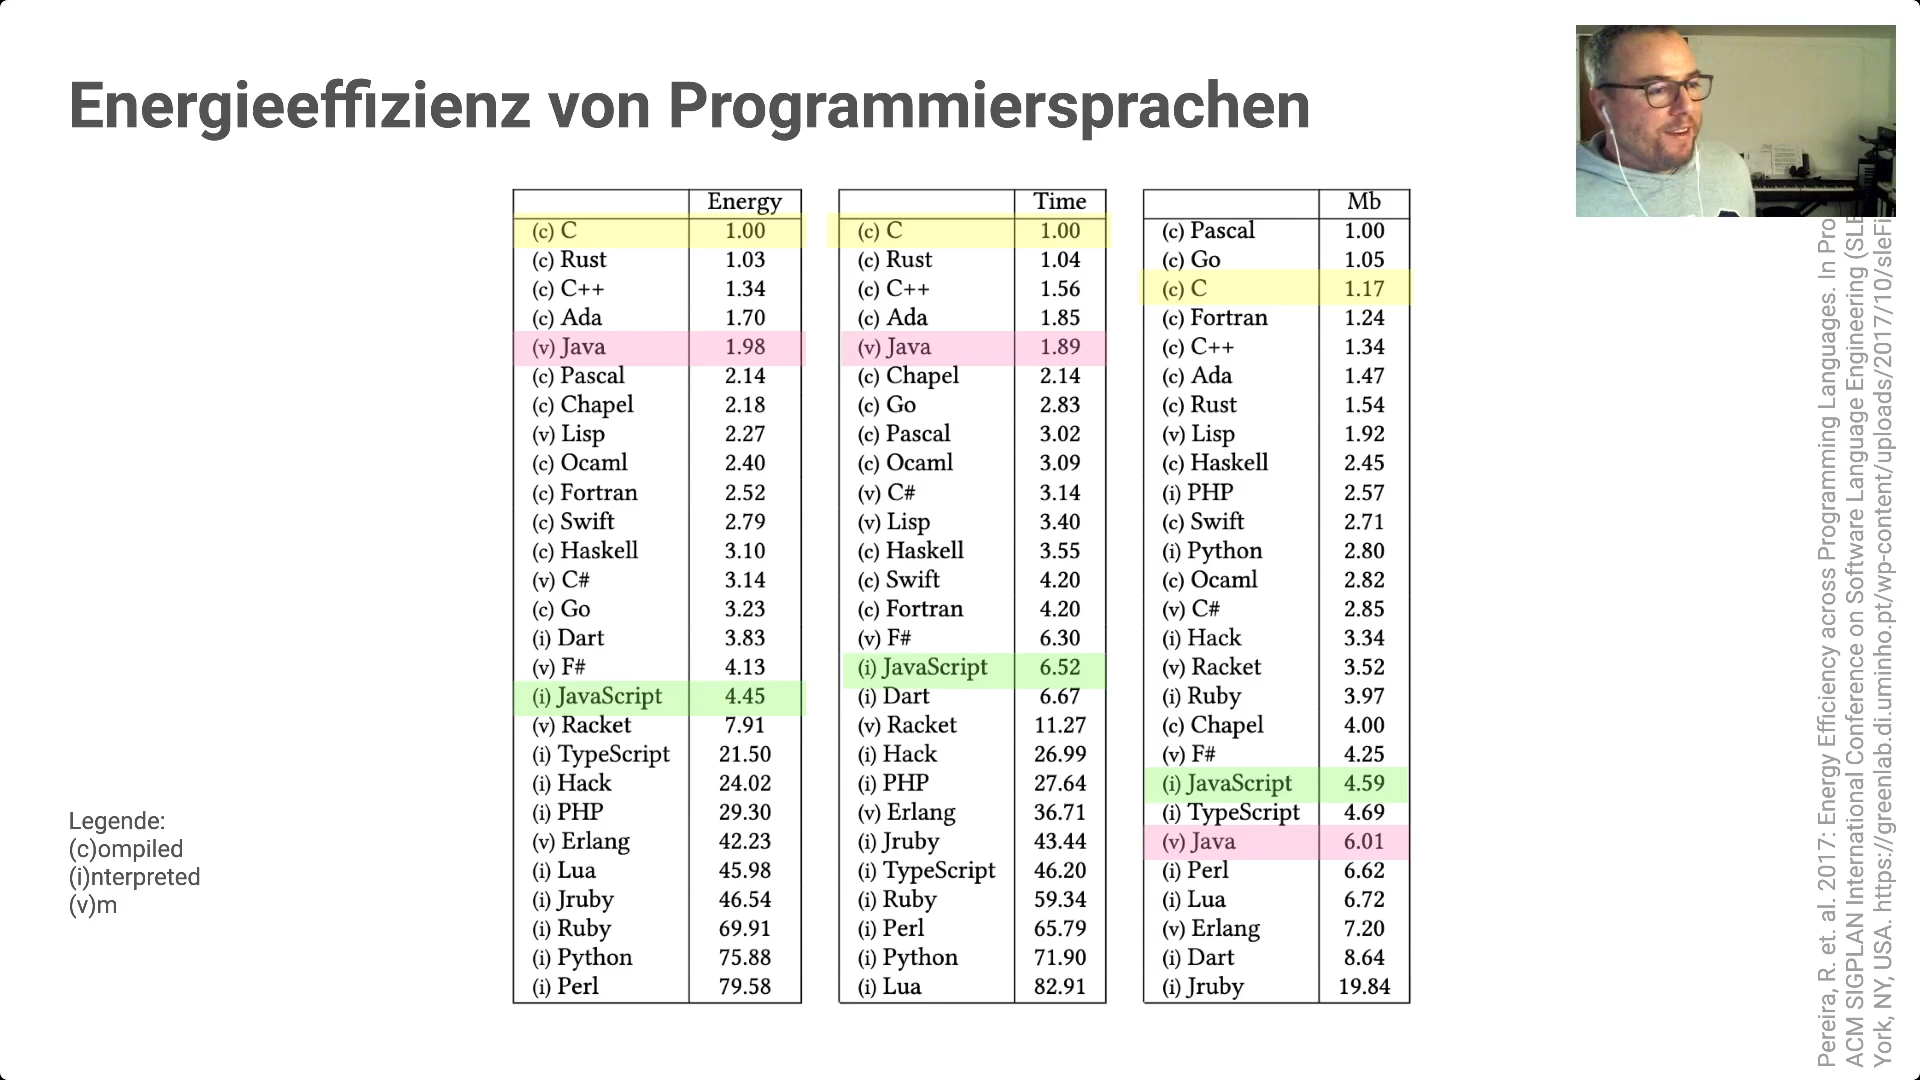 Energieeffizienz von Programmiersprachen
Energy
(c) C 1.00
(c) Rust 1.03
(c) C++ 1.34
(c) Ada 1.70
(v) Java 1.98
(c) Pascal 2.14
(c) Chapel 2.18
(v) Lisp 2.27
(c) Ocaml 2.40
(c) Fortran 2.52
(c) Swift 2.79
(c) Haskell 3.10
(v) C# 3.14
(c) Go 3.23
(i) Dart 3.83
(v) F# 4.13
(i) JavaScript 4.45
(v) Racket 7.91
(i) TypeScript 21.50
(i) Hack 24.02
(i) PHP 29.30
(v) Erlang 42.23
(i) Lua 45.98
(i) Jruby 46.54
(i) Ruby 69.91
(i) Python 75.88
(i) Perl 79.58
Time
(c) C 1.00
(c) Rust 1.04
(c) C++ 1.56
(c) Ada 1.85
(v) Java 1.89
(c) Chapel 2.14
(c) Go 2.83
(c) Pascal 3.02
(c) Ocaml 3.09
(v) C# 3.14
(v) Lisp 3.40
(c) Haskell 3.55
(c) Swift 4.20
(c) Fortran 4.20
(v) F# 6.30
(i) JavaScript 6.52
(i) Dart 6.67
(v) Racket 11.27
(i) Hack 26.99
(i) PHP 27.64
(v) Erlang 36.71
(i) Jruby 43.44
(i) TypeScript 46.20
(i) Ruby 59.34
(i) Perl 65.79
(i) Python 71.90
(i) Lua 82.91
Mb
(c) Pascal 1.00
(c) Go 1.05
(c) C 1.17
(c) Fortran 1.24
(c) C++ 1.34
(c) Ada 1.47
(c) Rust 1.54
(v) Lisp 1.92
(c) Haskell 2.45
(i) PHP 2.57
(c) Swift 2.71
(i) Python 2.80
(c) Ocaml 2.82
(v) C# 2.85
(i) Hack 3.34
(v) Racket 3.52
(i) Ruby 3.97
(c) Chapel 4.00
(v) F# 4.25
(i) JavaScript 4.59
(i) TypeScript 4.69
(v) Java 6.01
(i) Perl 6.62
(i) Lua 6.72
(v) Erlang 7.20
(i) Dart 8.64
(i) Jruby 19.84
Legende:
(c)ompiled
(i)nterpreted
(v)m
Pereira, R. et. al. 2017: Energy Efficiency across Programming Languages. In Pro
ACM SIGPLAN International Conference on Software Language Engineering (SLE
York, NY, USA. https://greenlab.di.uminho.pt/wp-content/uploads/2017/10/sleFi